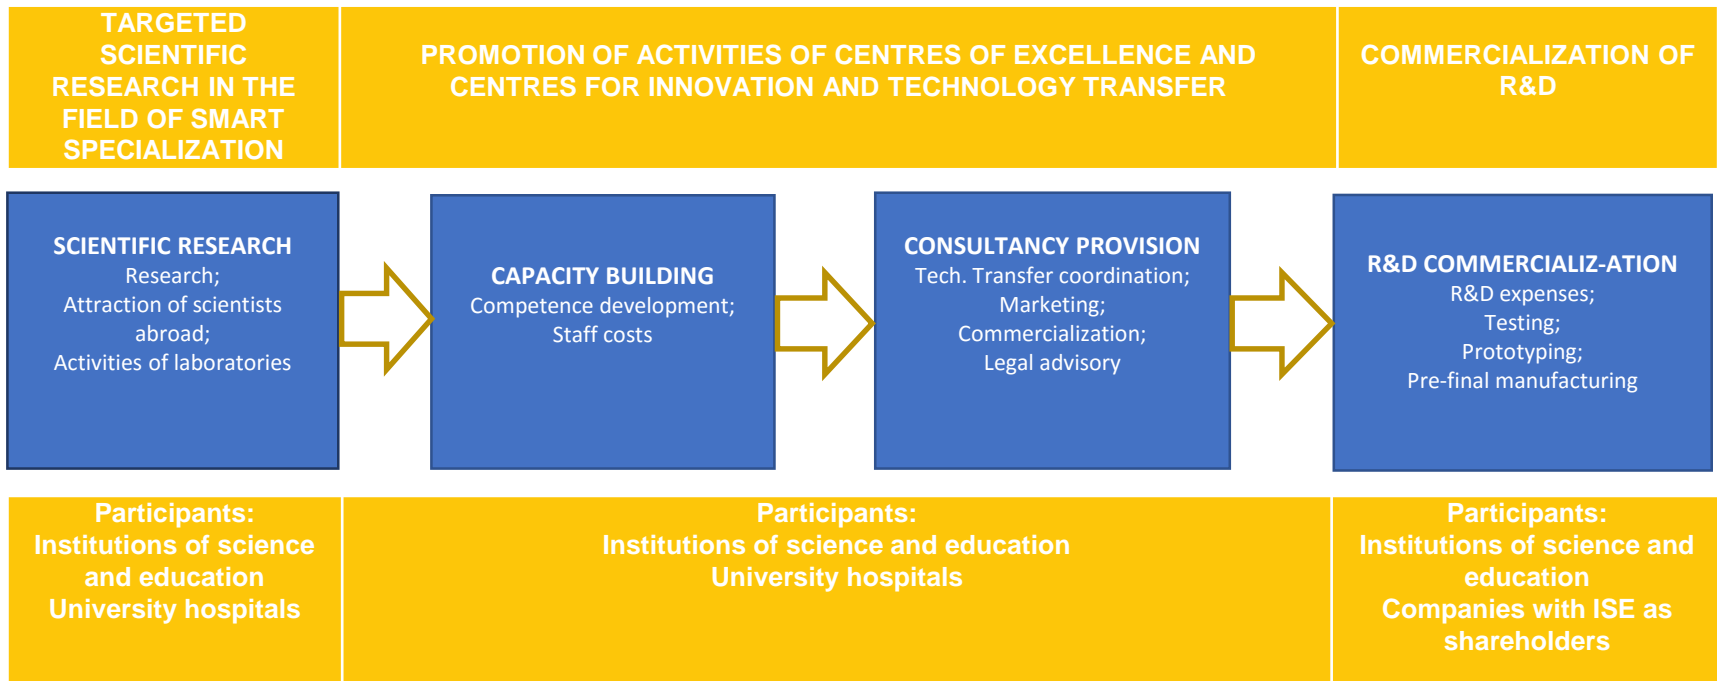 TARGETED
SCIENTIFIC
RESEARCH IN THE
FIELD OF SMART
SPECIALIZATION
PROMOTION OF ACTIVITIES OF CENTRES OF EXCELLENCE AND
CENTRES FOR INNOVATION AND TECHNOLOGY TRANSFER
COMMERCIALIZATION OF
R&D
SCIENTIFIC RESEARCH
Research;
Attraction of scientists
abroad;
Activities of laboratories
CAPACITY BUILDING
Competence development;
Staff costs
CONSULTANCY PROVISION
Tech. Transfer coordination;
Marketing;
Commercialization;
Legal advisory
R&D COMMERCIALIZ-ATION
R&D expenses;
Testing;
Prototyping;
Pre-final manufacturing
Participants:
Institutions of science
and education
University hospitals
Participants:
Institutions of science and education
University hospitals
Participants:
Institutions of science and
education
Companies with ISE as
shareholders